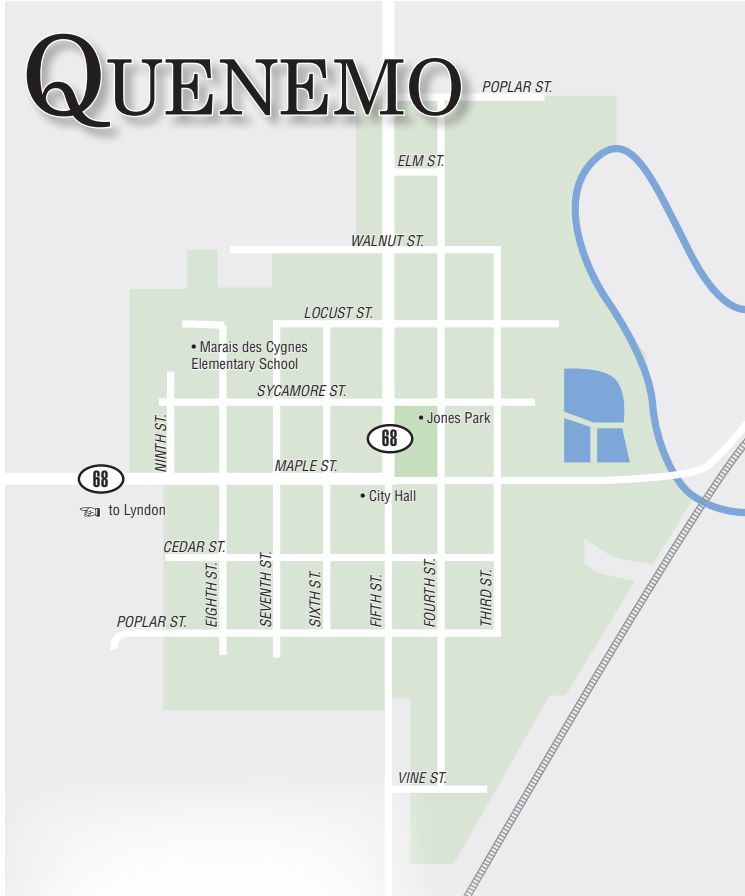 QUENEMO
POPLAR ST.
ELM ST.
WALNUT ST.
LOCUST ST.
• Marais des Cygnes
Elementary School
SYCAMORE ST.
• Jones Park
NINTH ST.
68
MAPLE ST.
68
• City Hall
to Lyndon
CEDAR ST.
EIGHTH ST.
SEVENTH ST.
SIXTH ST.
FIFTH ST.
FOURTH ST.
THIRD ST.
POPLAR ST.
VINE ST.